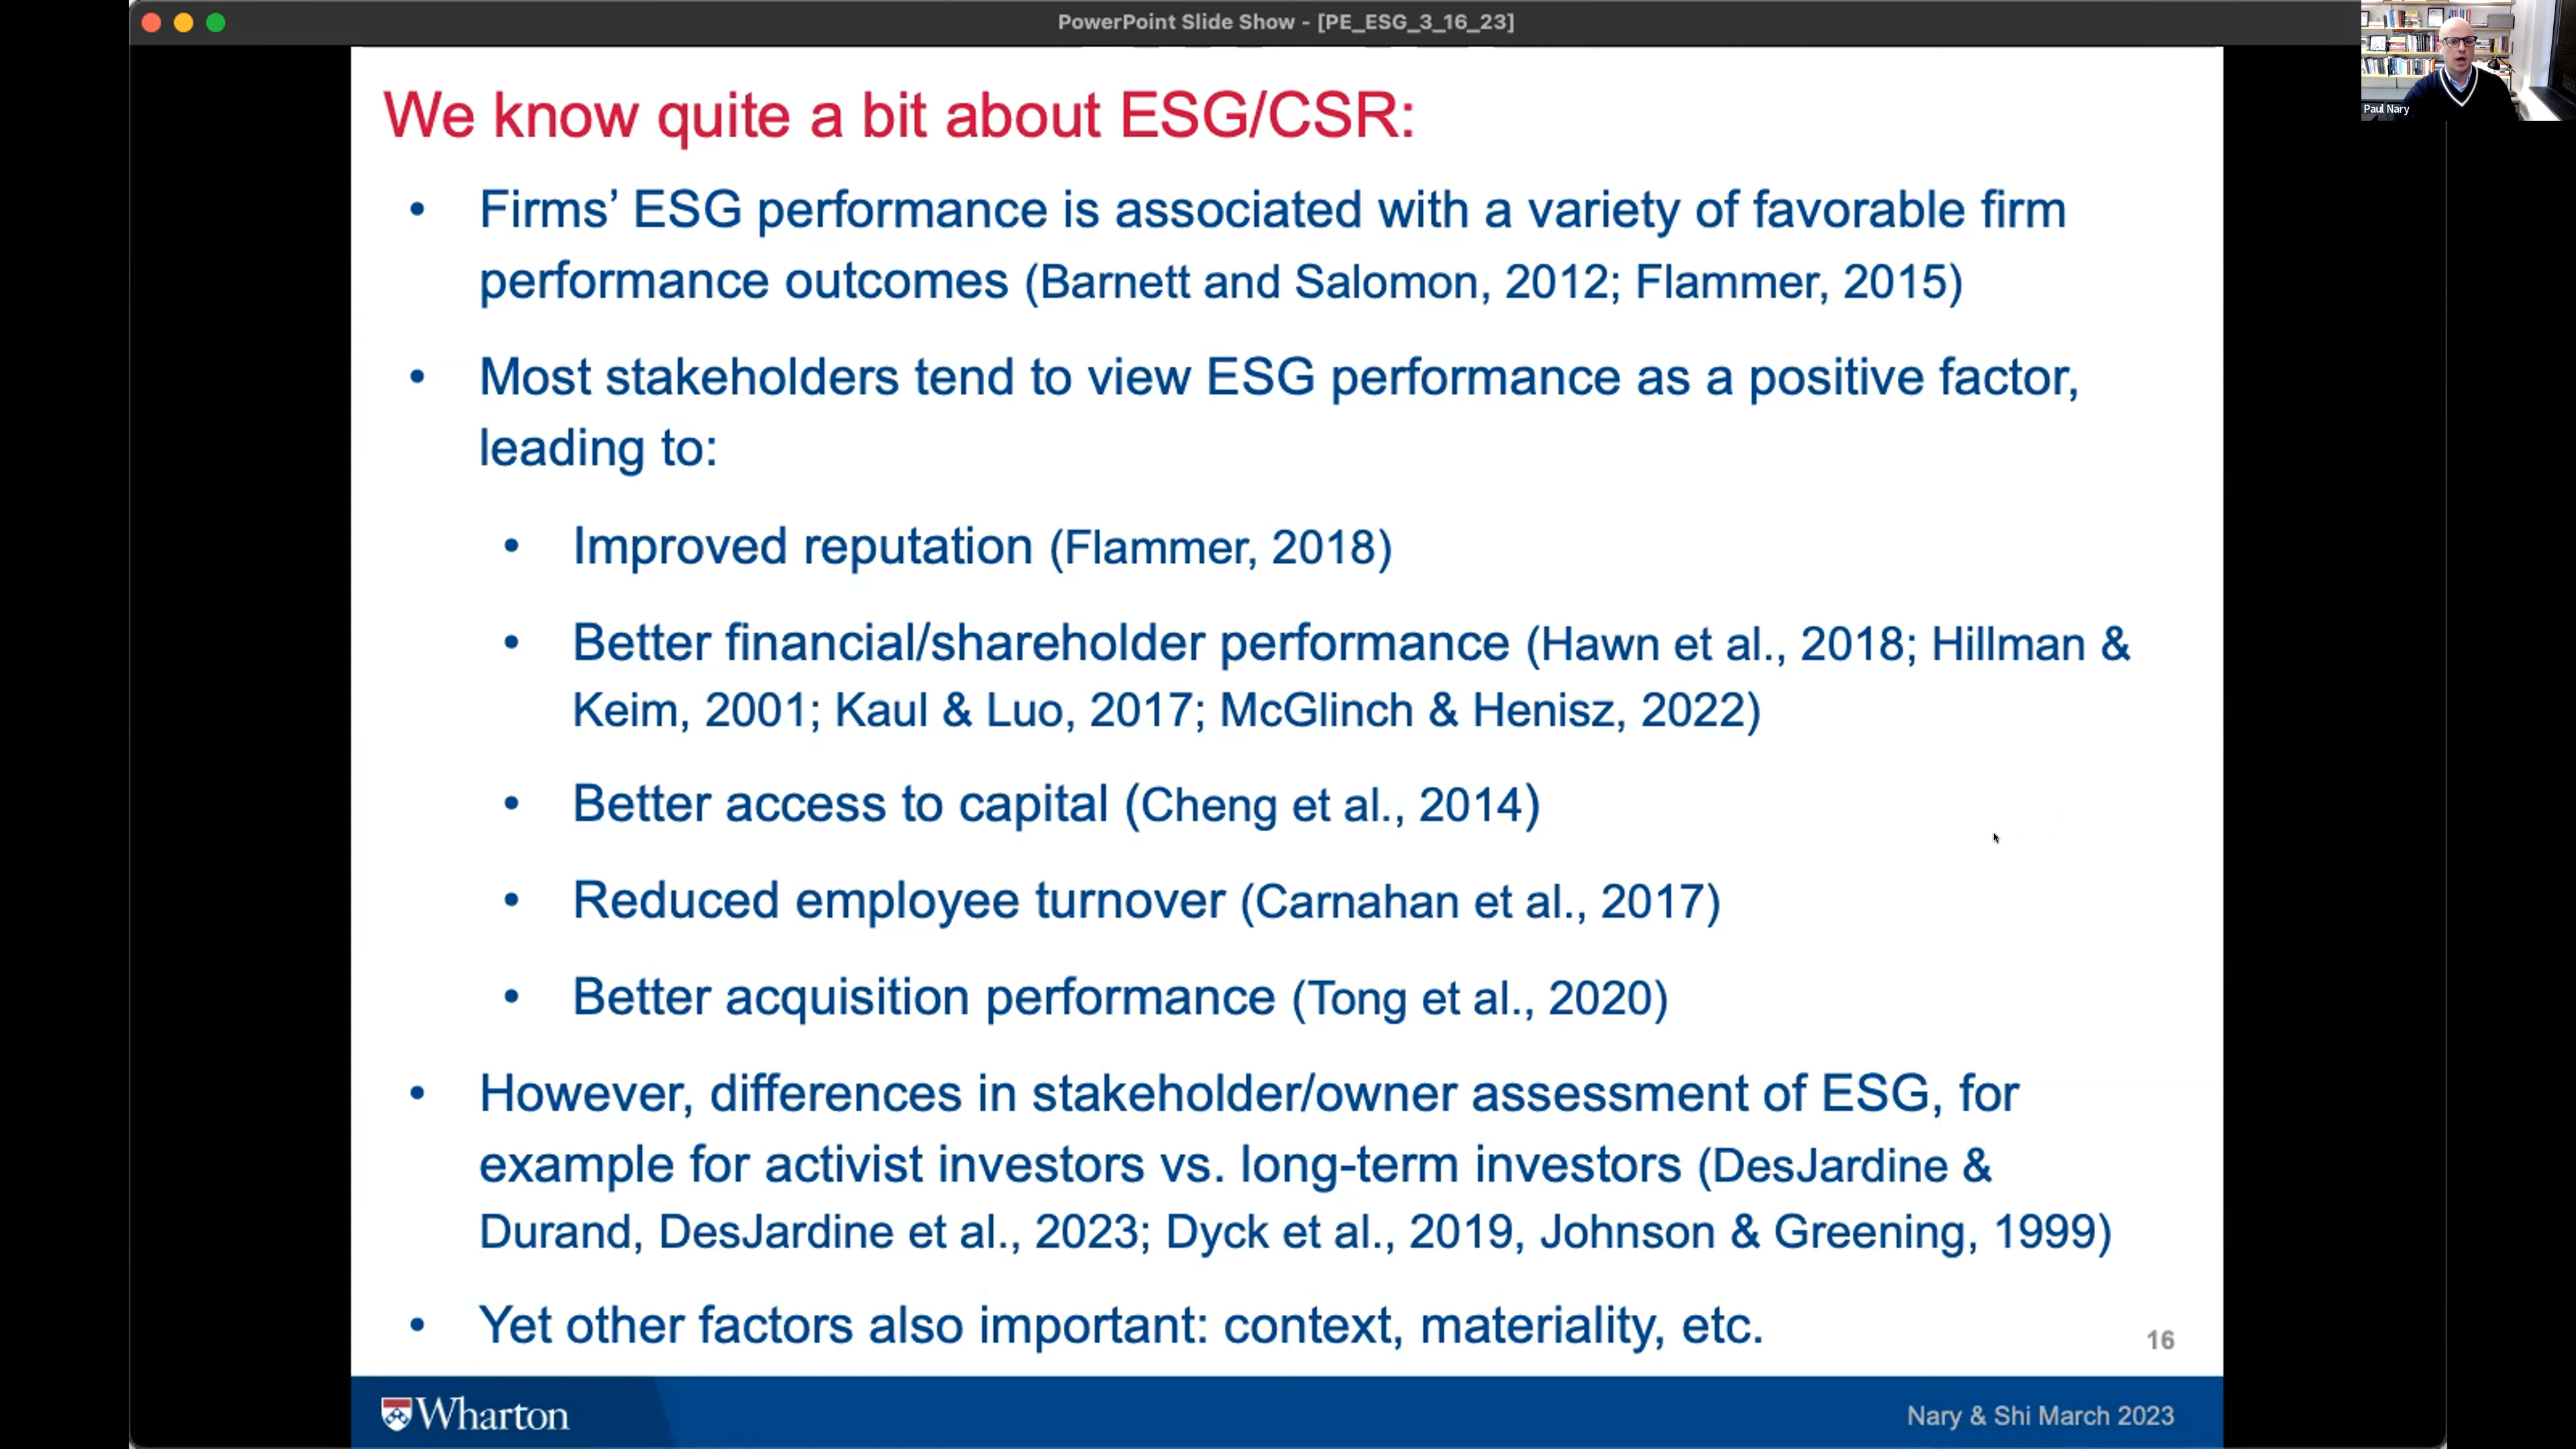 PowerPoint Slide Show - [PE_ESG_3_16_23]
Paul Nary
We know quite a bit about ESG/CSR:
• Firms’ ESG performance is associated with a variety of favorable firm
performance outcomes (Barnett and Salomon, 2012; Flammer, 2015)
• Most stakeholders tend to view ESG performance as a positive factor,
leading to:
• Improved reputation (Flammer, 2018)
• Better financial/shareholder performance (Hawn et al., 2018; Hillman &
Keim, 2001; Kaul & Luo, 2017; McGlinch & Henisz, 2022)
• Better access to capital (Cheng et al., 2014)
• Reduced employee turnover (Carnahan et al., 2017)
• Better acquisition performance (Tong et al., 2020)
• However, differences in stakeholder/owner assessment of ESG, for
example for activist investors vs. long-term investors (DesJardine &
Durand, DesJardine et al., 2023; Dyck et al., 2019, Johnson & Greening, 1999)
• Yet other factors also important: context, materiality, etc.
16
Wharton
Nary & Shi March 2023